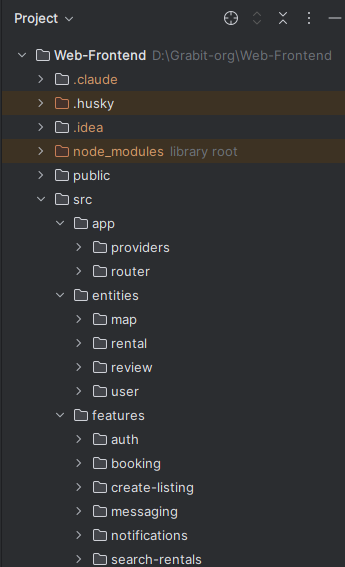 Project
Web-Frontend D:\Grabit-org\Web-Frontend
.claude
.husky
.idea
node_modules library root
public
src
app
providers
router
entities
map
rental
review
user
features
auth
booking
create-listing
messaging
notifications
search-rentals